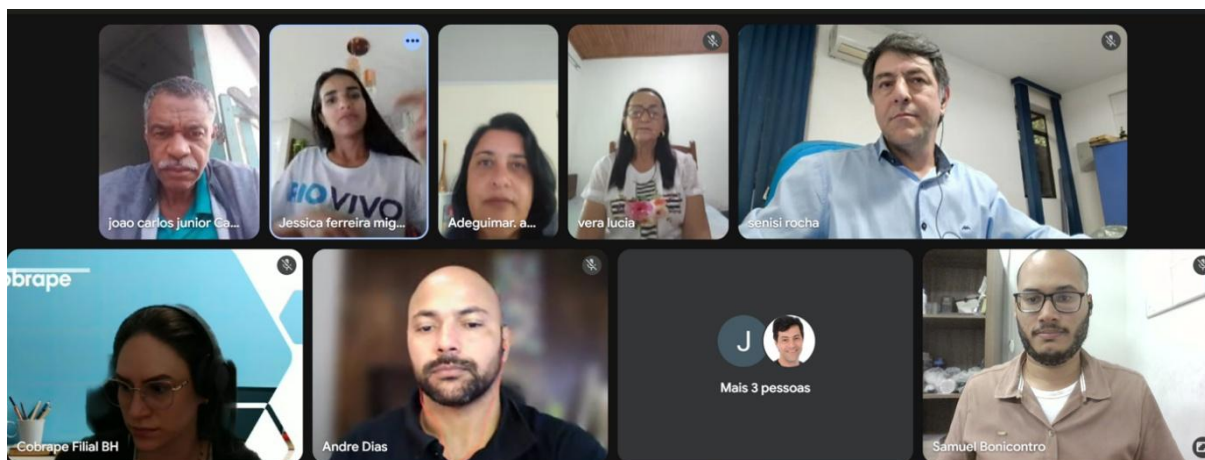 joao carlos junior Ca...
RIOVIVO
Jessica ferreira mig...
Adeguimar. a...
vera lucia
senisi rocha
obrape
Cobrape Filial BH
Andre Dias
J
Mais 3 pessoas
Samuel Bonicontro